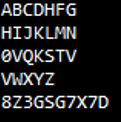 ABCDHFG
HIJKLMN
0VQKSTV
VWXYZ
8Z3GSG7X7D